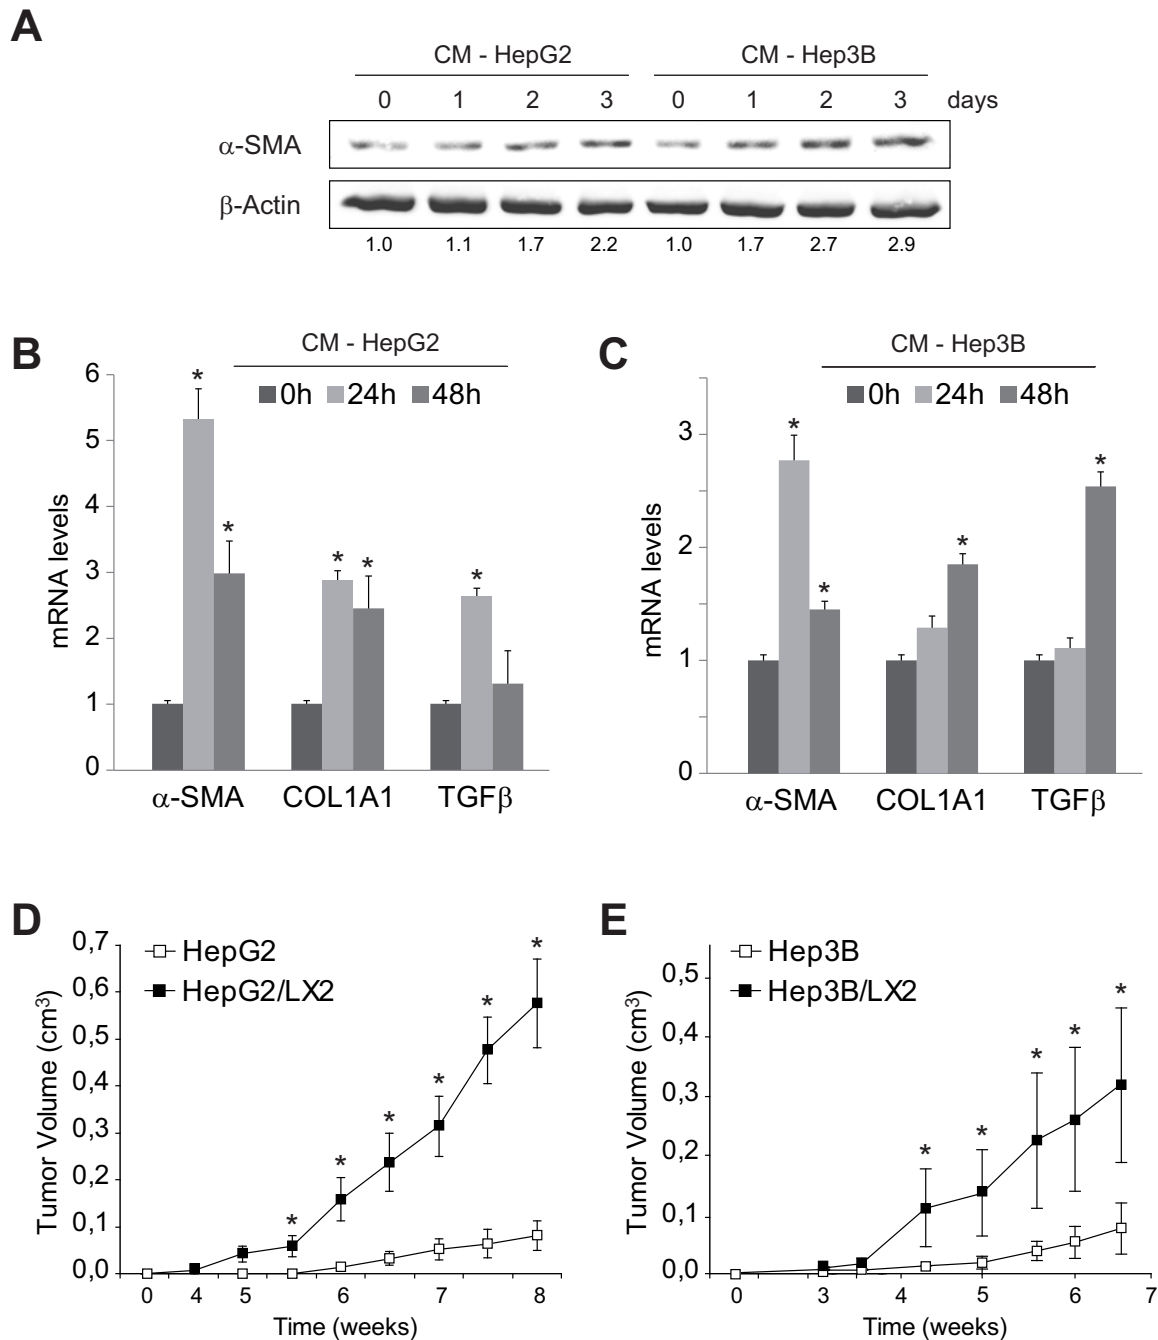 A
CM - HepG2 CM - Hep3B
0 1 2 3 0 1 2 3 days
α-SMA
β-Actin
1.0 1.1 1.7 2.2 1.0 1.7 2.7 2.9
B
CM - HepG2
0h 24h 48h
mRNA levels
6
5
4
3
2
1
0
* * * * *
α-SMA COL1A1 TGFβ
C
CM - Hep3B
0h 24h 48h
mRNA levels
3
2
1
0
* * * *
α-SMA COL1A1 TGFβ
D
HepG2
HepG2/LX2
Tumor Volume (cm³)
0,7
0,6
0,5
0,4
0,3
0,2
0,1
0,0
* * * * * *
0 4 5 6 7 8
Time (weeks)
E
Hep3B
Hep3B/LX2
Tumor Volume (cm³)
0,5
0,4
0,3
0,2
0,1
0,0
* * * * *
0 3 4 5 6 7
Time (weeks)